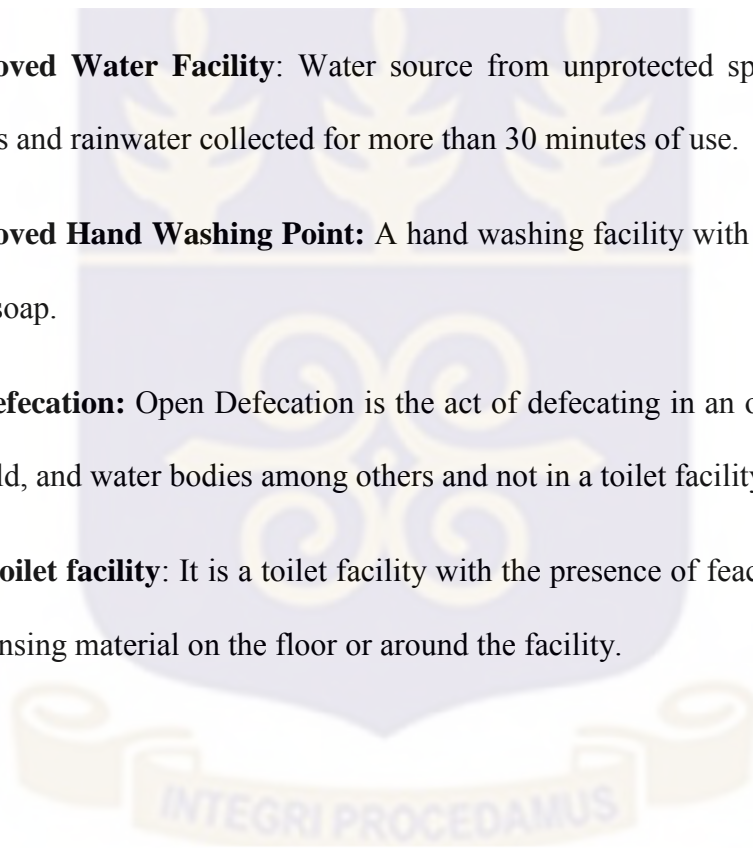 oved Water Facility: Water source from unprotected sp
s and rainwater collected for more than 30 minutes of use.
oved Hand Washing Point: A hand washing facility with
soap.
efecation: Open Defecation is the act of defecating in an o
ld, and water bodies among others and not in a toilet facility
oilet facility: It is a toilet facility with the presence of feac
nsing material on the floor or around the facility.
INTEGRI PROCEDAMUS